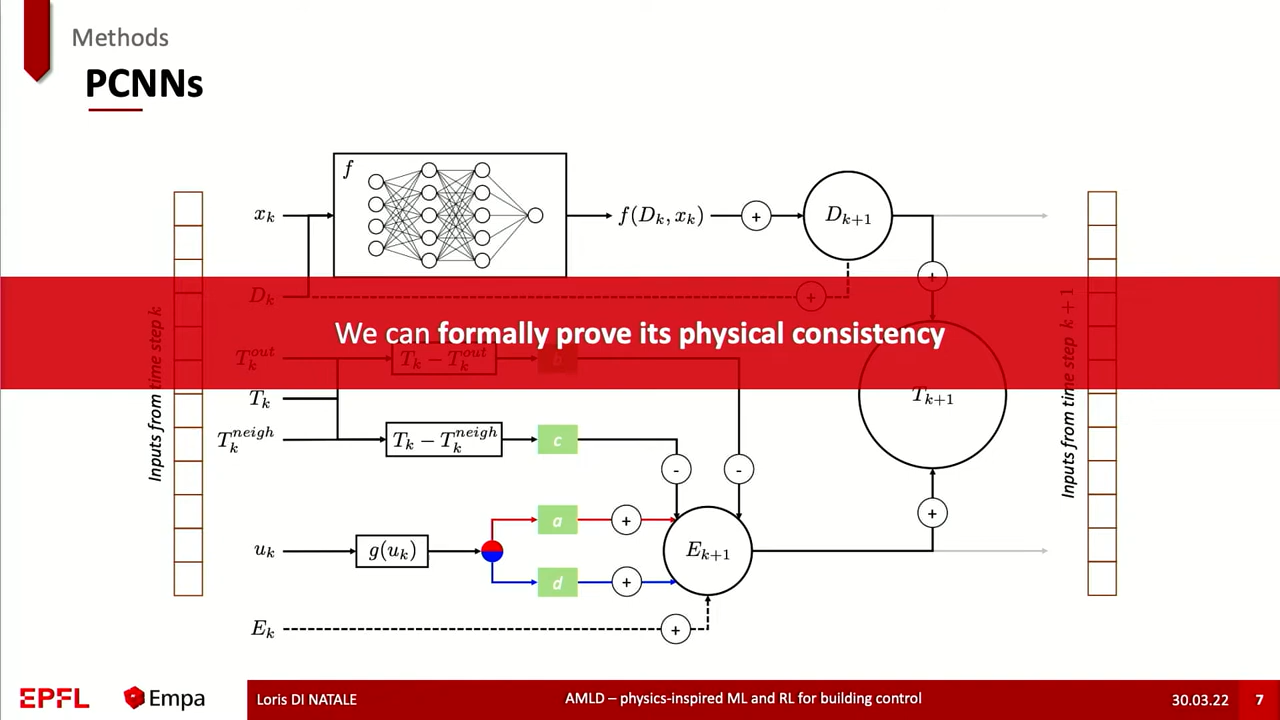 Methods
PCNNs
f
x_k
f(D_k, x_k)
+
D_{k+1}
+
D_k
+
We can formally prove its physical consistency
T_k^{out}
T_k − T_k^{out}
b
T_k
T_{k+1}
T_k^{neigh}
T_k − T_k^{neigh}
c
-
-
a
+
+
u_k
g(u_k)
E_{k+1}
d
+
E_k
+
Inputs from time step k
Inputs from time step k + 1
EPFL
Empa
Loris DI NATALE
AMLD – physics-inspired ML and RL for building control
30.03.22
7